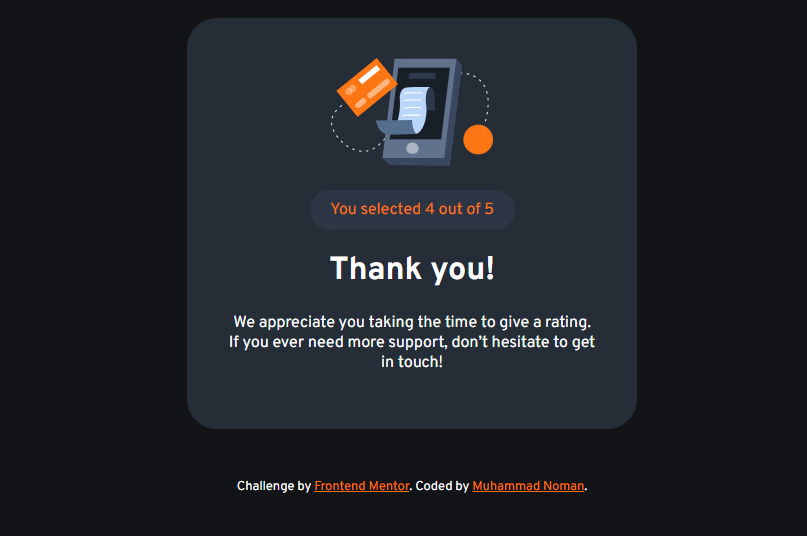 You selected 4 out of 5
Thank you!
We appreciate you taking the time to give a rating.
If you ever need more support, don’t hesitate to get
in touch!
Challenge by Frontend Mentor. Coded by Muhammad Noman.